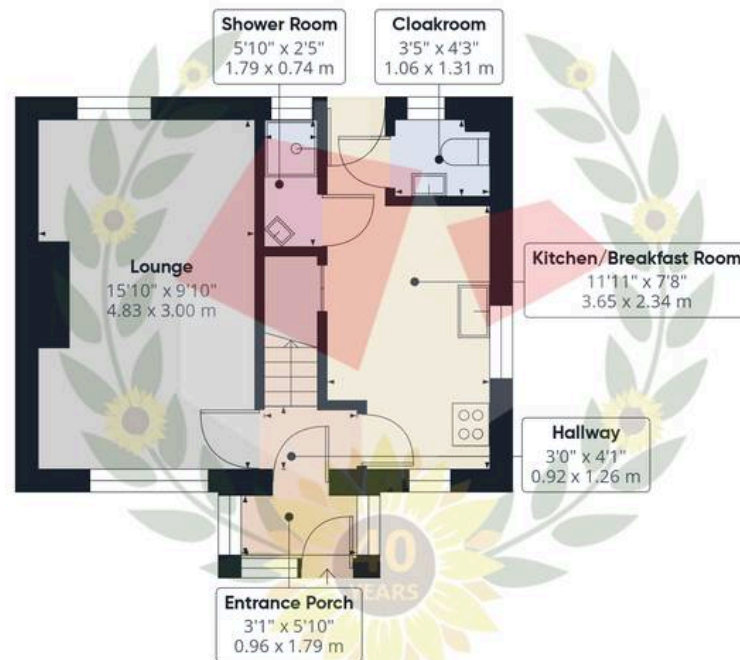 Shower Room
5'10" x 2'5"
1.79 x 0.74 m
Cloakroom
3'5" x 4'3"
1.06 x 1.31 m
Lounge
15'10" x 9'10"
4.83 x 3.00 m
Kitchen/Breakfast Room
11'11" x 7'8"
3.65 x 2.34 m
Hallway
3'0" x 4'1"
0.92 x 1.26 m
40
YEARS
Entrance Porch
3'1" x 5'10"
0.96 x 1.79 m